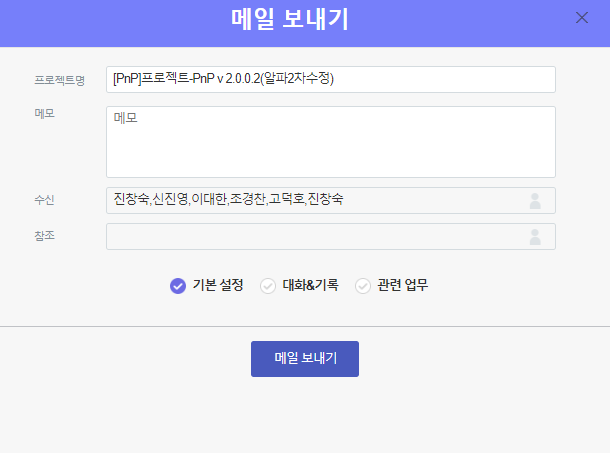 메일 보내기
프로젝트명
[PnP]프로젝트-PnP v 2.0.0.2(알파2차수정)
메모
메모
수신
진창숙,신진영,이대한,조경찬,고덕호,진창숙
참조
기본 설정 대화&기록 관련 업무
메일 보내기